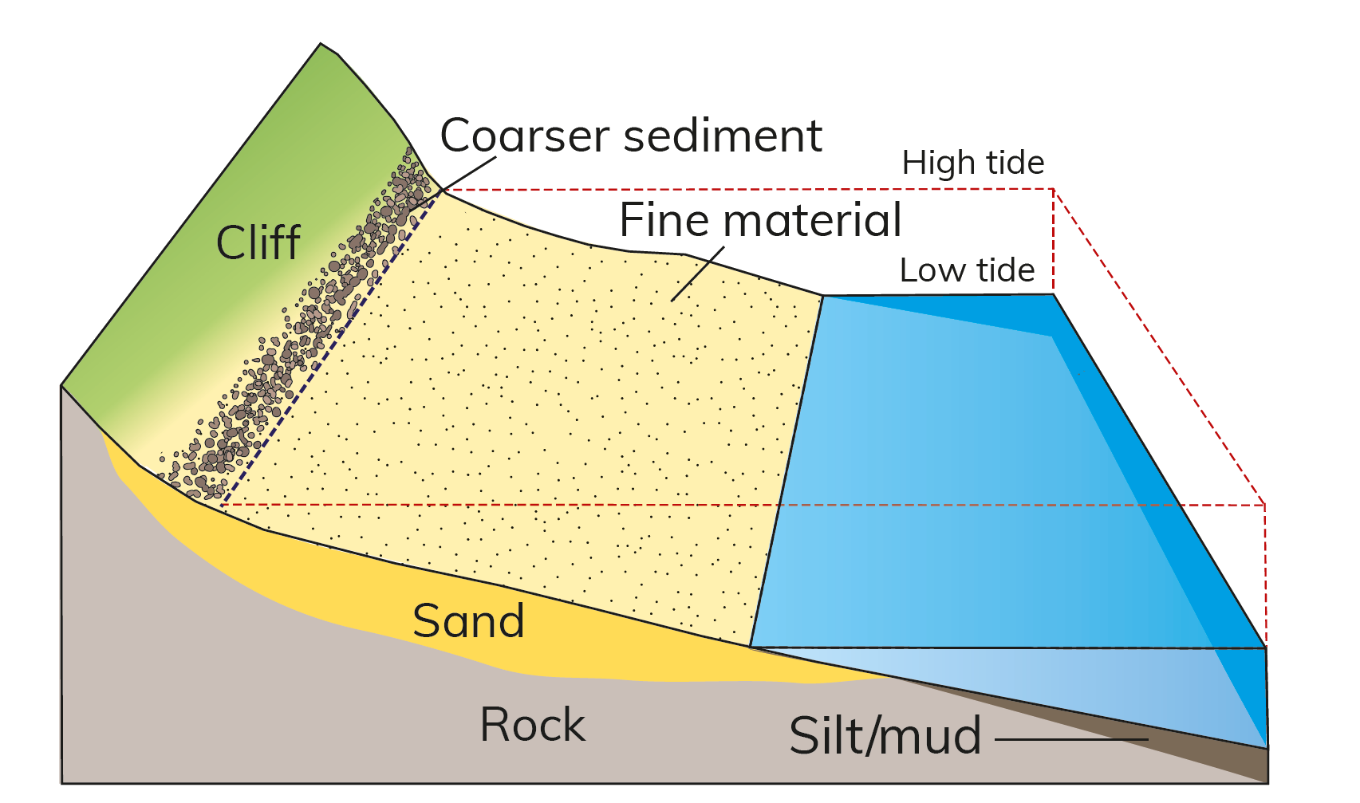 Coarser sediment
High tide
Fine material
Cliff
Low tide
Sand
Rock
Silt/mud